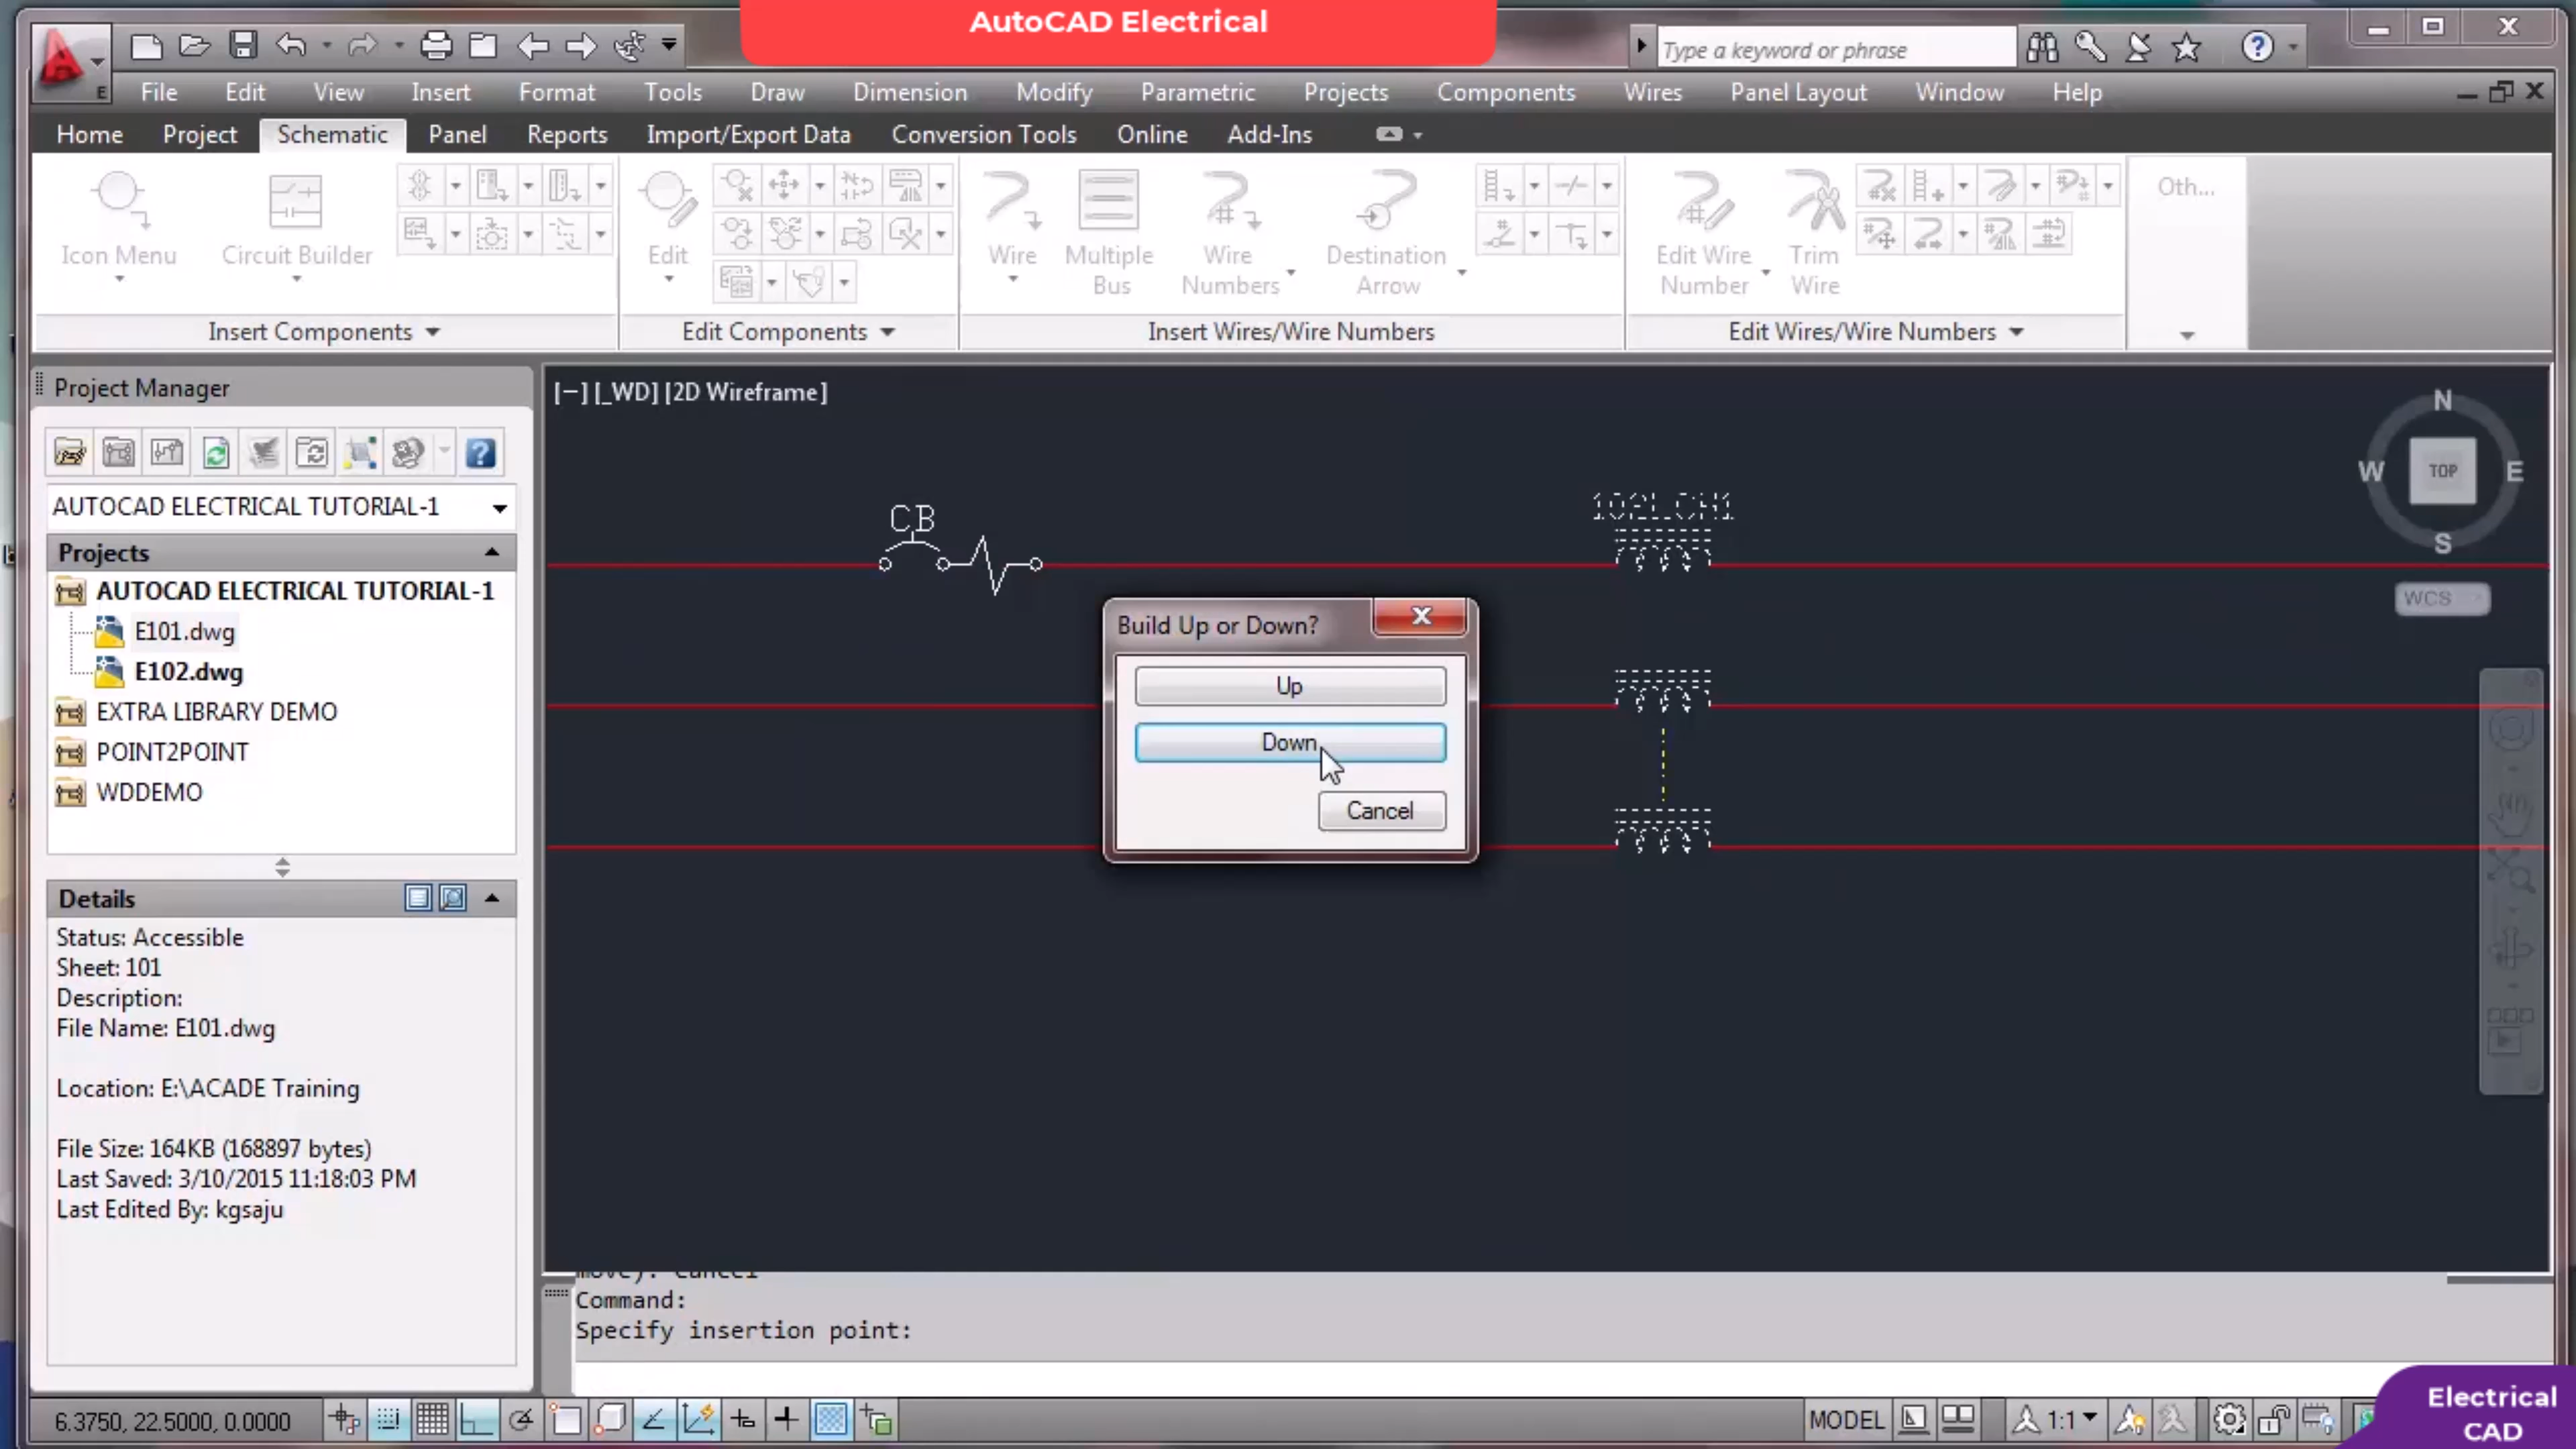 AutoCAD Electrical
Type a keyword or phrase
E
File Edit View Insert Format Tools Draw Dimension Modify Parametric Projects Components Wires Panel Layout Window Help
Home Project Schematic Panel Reports Import/Export Data Conversion Tools Online Add-Ins
Icon Menu Circuit Builder Edit Wire Multiple Bus Wire Numbers Destination Arrow Edit Wire Number Trim Wire Oth...
Insert Components Edit Components Insert Wires/Wire Numbers Edit Wires/Wire Numbers
Project Manager
AUTOCAD ELECTRICAL TUTORIAL-1
Projects
AUTOCAD ELECTRICAL TUTORIAL-1
E101.dwg
E102.dwg
EXTRA LIBRARY DEMO
POINT2POINT
WDDEMO
Details
Status: Accessible
Sheet: 101
Description:
File Name: E101.dwg
Location: E:\ACADE Training
File Size: 164KB (168897 bytes)
Last Saved: 3/10/2015 11:18:03 PM
Last Edited By: kgsaju
[−] [_WD] [2D Wireframe]
CB
N
W TOP E
S
WCS
Build Up or Down?
Up
Down
Cancel
Command:
Specify insertion point:
6.3750, 22.5000, 0.0000
MODEL
1:1
Electrical
CAD